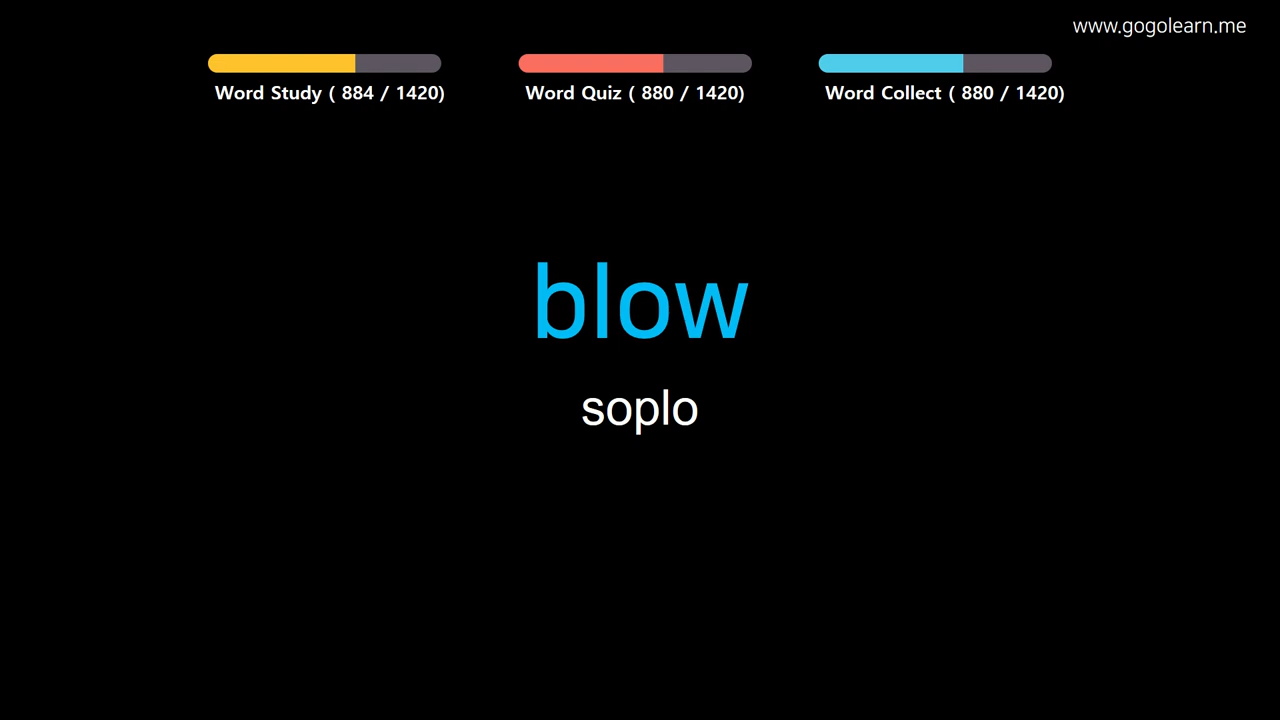 www.gogolearn.me
Word Study ( 884 / 1420)
Word Quiz ( 880 / 1420)
Word Collect ( 880 / 1420)
blow
soplo